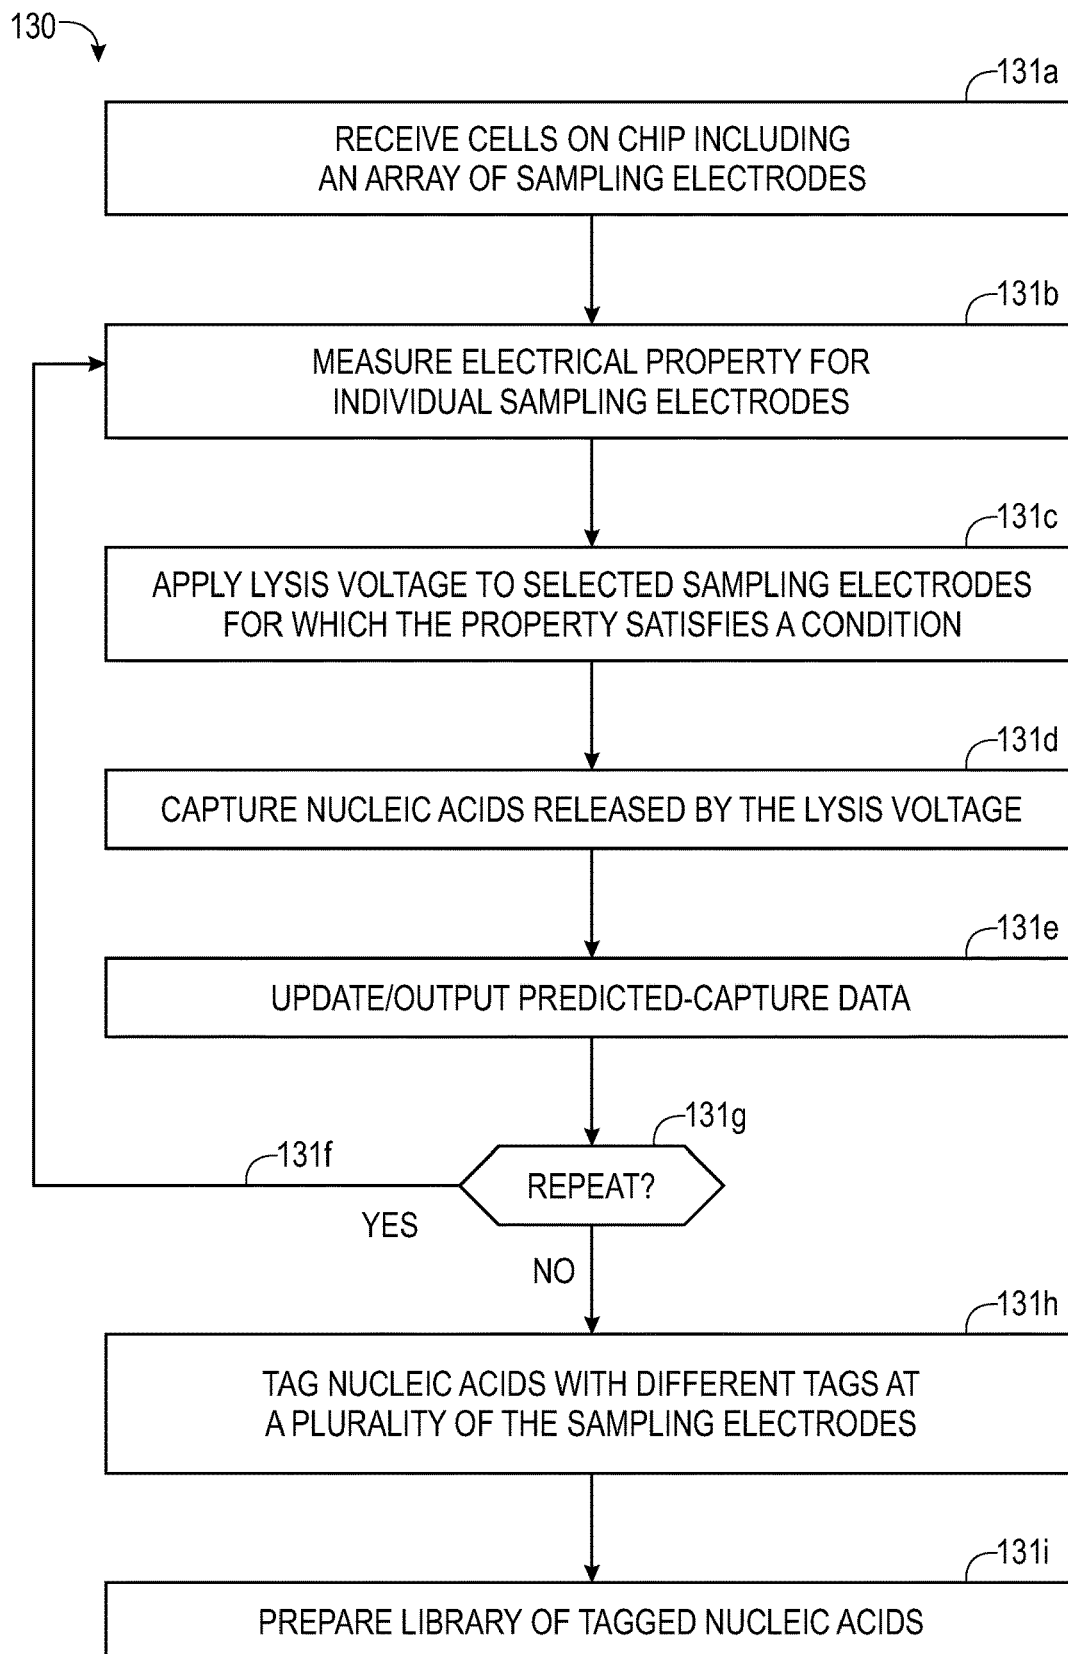 130
131a
RECEIVE CELLS ON CHIP INCLUDING
AN ARRAY OF SAMPLING ELECTRODES
131b
MEASURE ELECTRICAL PROPERTY FOR
INDIVIDUAL SAMPLING ELECTRODES
131c
APPLY LYSIS VOLTAGE TO SELECTED SAMPLING ELECTRODES
FOR WHICH THE PROPERTY SATISFIES A CONDITION
131d
CAPTURE NUCLEIC ACIDS RELEASED BY THE LYSIS VOLTAGE
131e
UPDATE/OUTPUT PREDICTED-CAPTURE DATA
131g
131f
REPEAT?
YES
NO
131h
TAG NUCLEIC ACIDS WITH DIFFERENT TAGS AT
A PLURALITY OF THE SAMPLING ELECTRODES
131i
PREPARE LIBRARY OF TAGGED NUCLEIC ACIDS